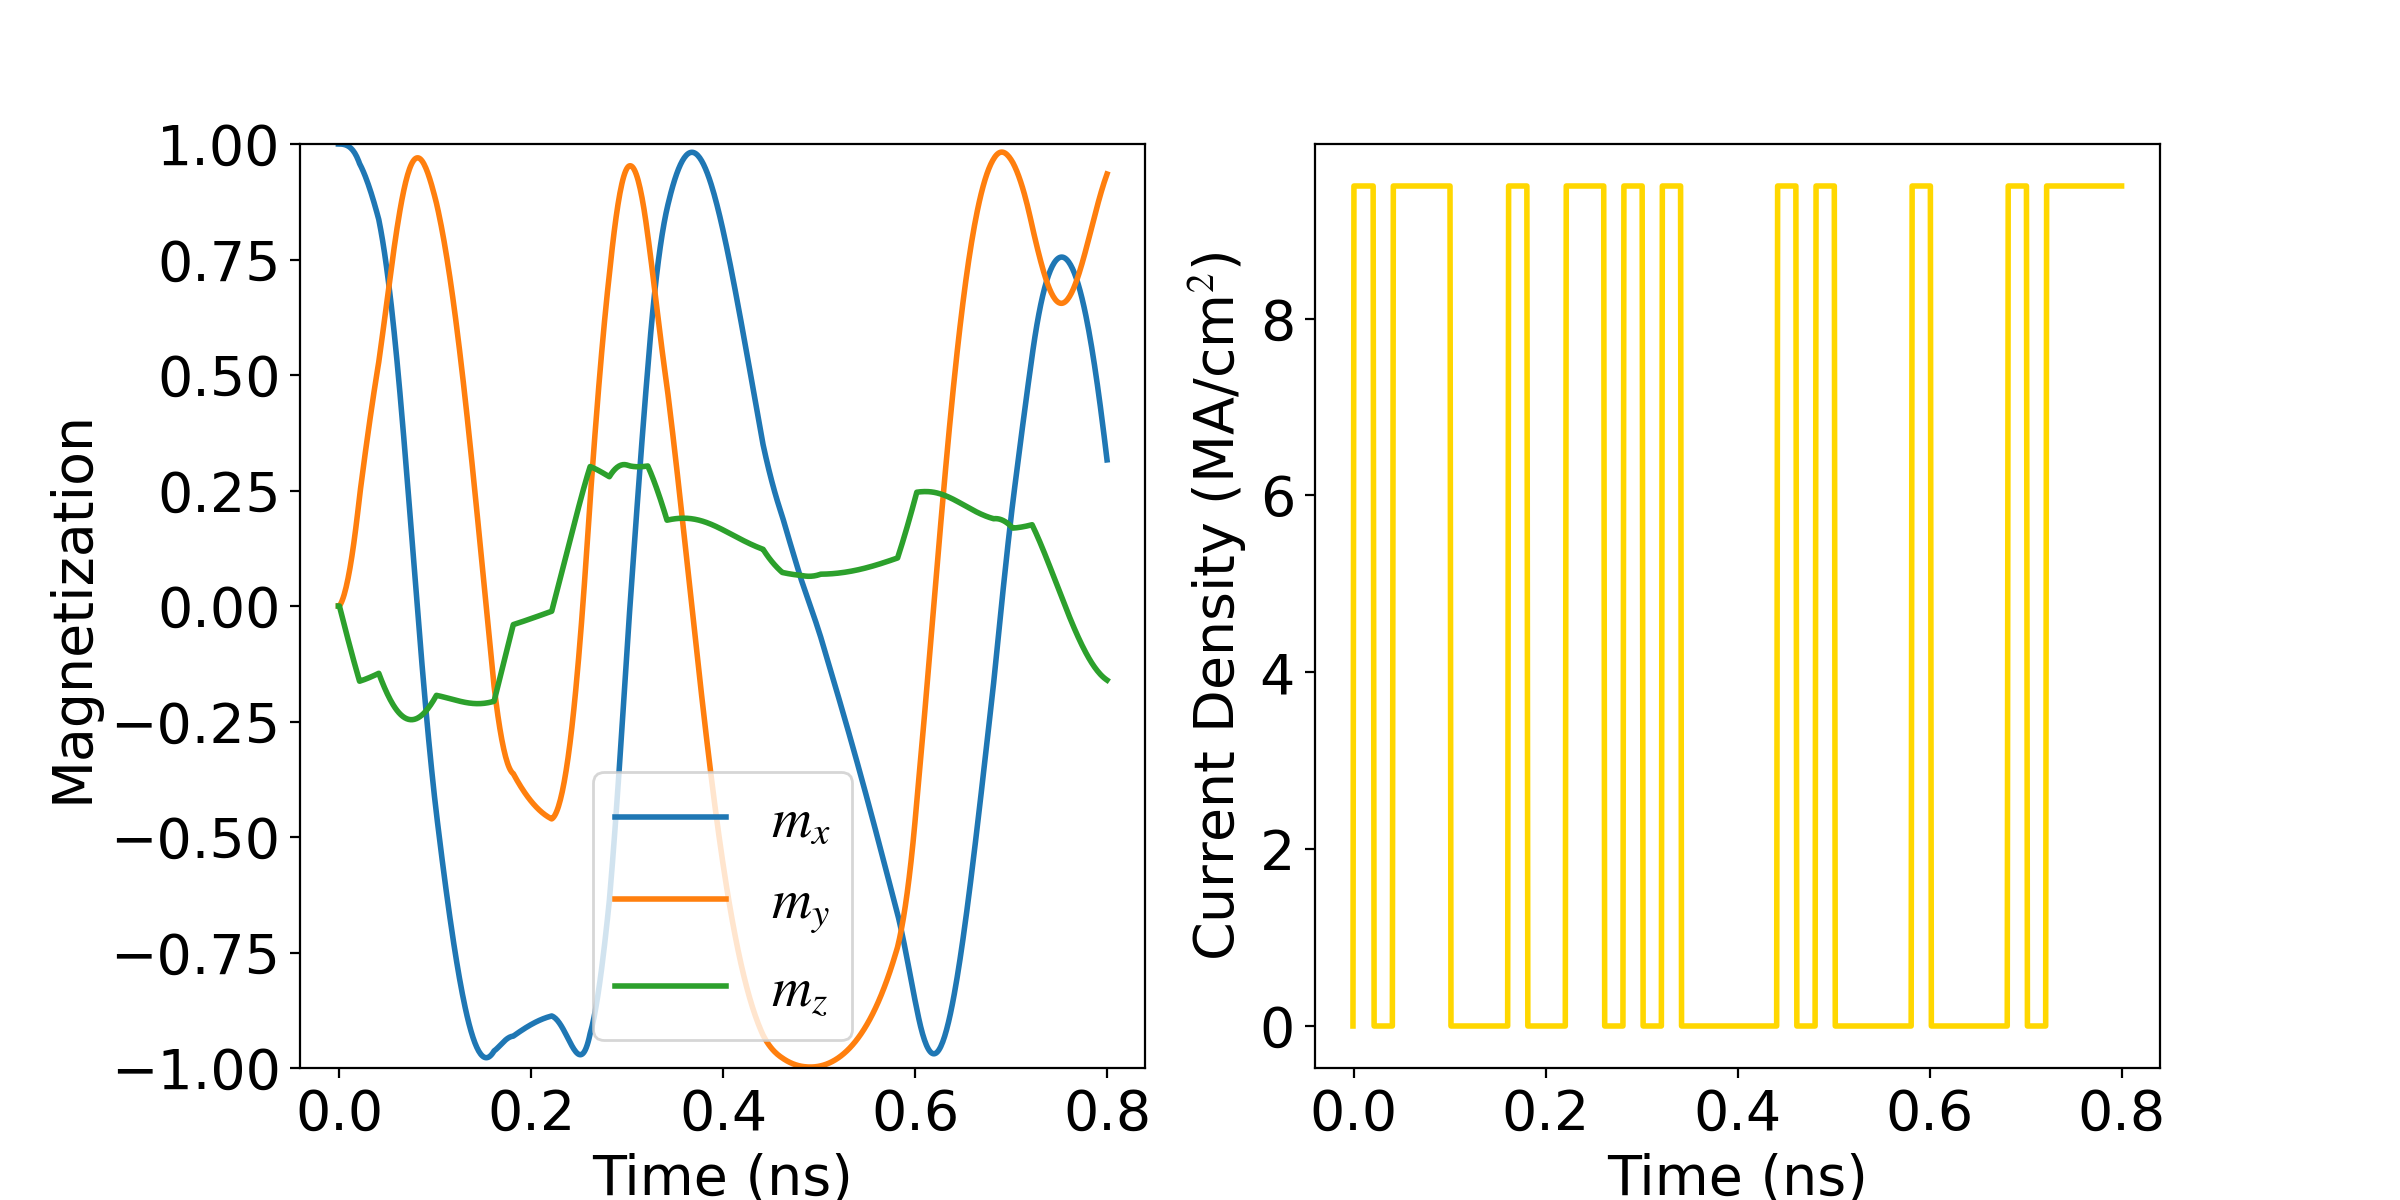 Magnetization
1.00
0.75
0.50
0.25
0.00
−0.25
−0.50
−0.75
−1.00
0.0 0.2 0.4 0.6 0.8
Time (ns)
mₓ
m_y
m_z
Current Density (MA/cm²)
8
6
4
2
0
0.0 0.2 0.4 0.6 0.8
Time (ns)